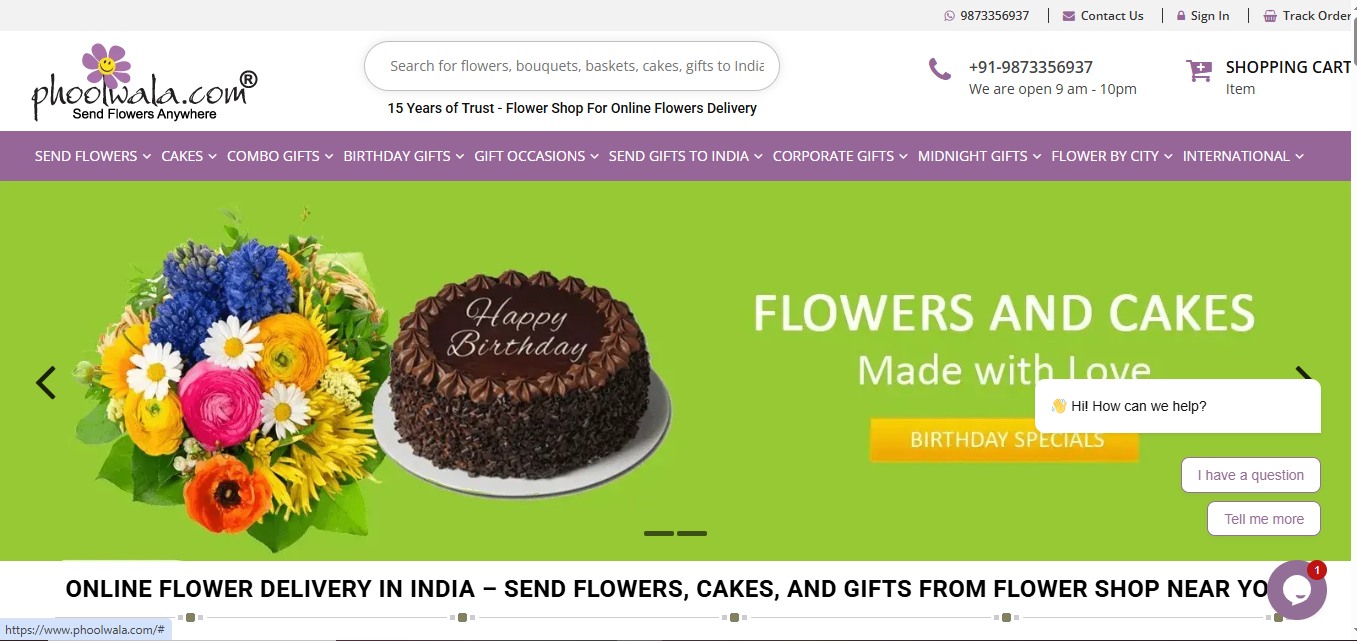 9873356937
Contact Us
Sign In
Track Order
phoolwala.com®
Send Flowers Anywhere
Search for flowers, bouquets, baskets, cakes, gifts to India
15 Years of Trust - Flower Shop For Online Flowers Delivery
+91-9873356937
We are open 9 am - 10pm
SHOPPING CART
Item
SEND FLOWERS CAKES COMBO GIFTS BIRTHDAY GIFTS GIFT OCCASIONS SEND GIFTS TO INDIA CORPORATE GIFTS MIDNIGHT GIFTS FLOWER BY CITY INTERNATIONAL
Happy
Birthday
FLOWERS AND CAKES
Made with Love
👋 Hi! How can we help?
BIRTHDAY SPECIALS
I have a question
Tell me more
ONLINE FLOWER DELIVERY IN INDIA – SEND FLOWERS, CAKES, AND GIFTS FROM FLOWER SHOP NEAR YO
1
https://www.phoolwala.com/#